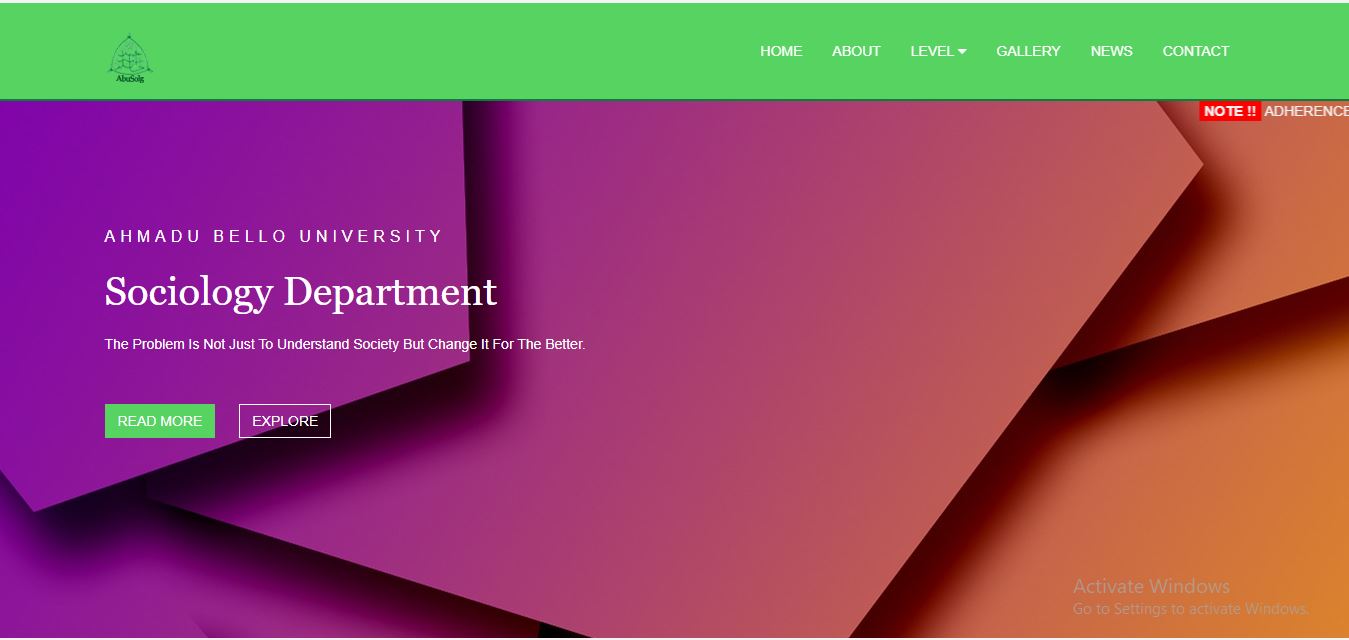 AbuSolg
HOME ABOUT LEVEL GALLERY NEWS CONTACT
NOTE !! ADHERENCE
AHMADU BELLO UNIVERSITY
Sociology Department
The Problem Is Not Just To Understand Society But Change It For The Better.
READ MORE EXPLORE
Activate Windows
Go to Settings to activate Windows.